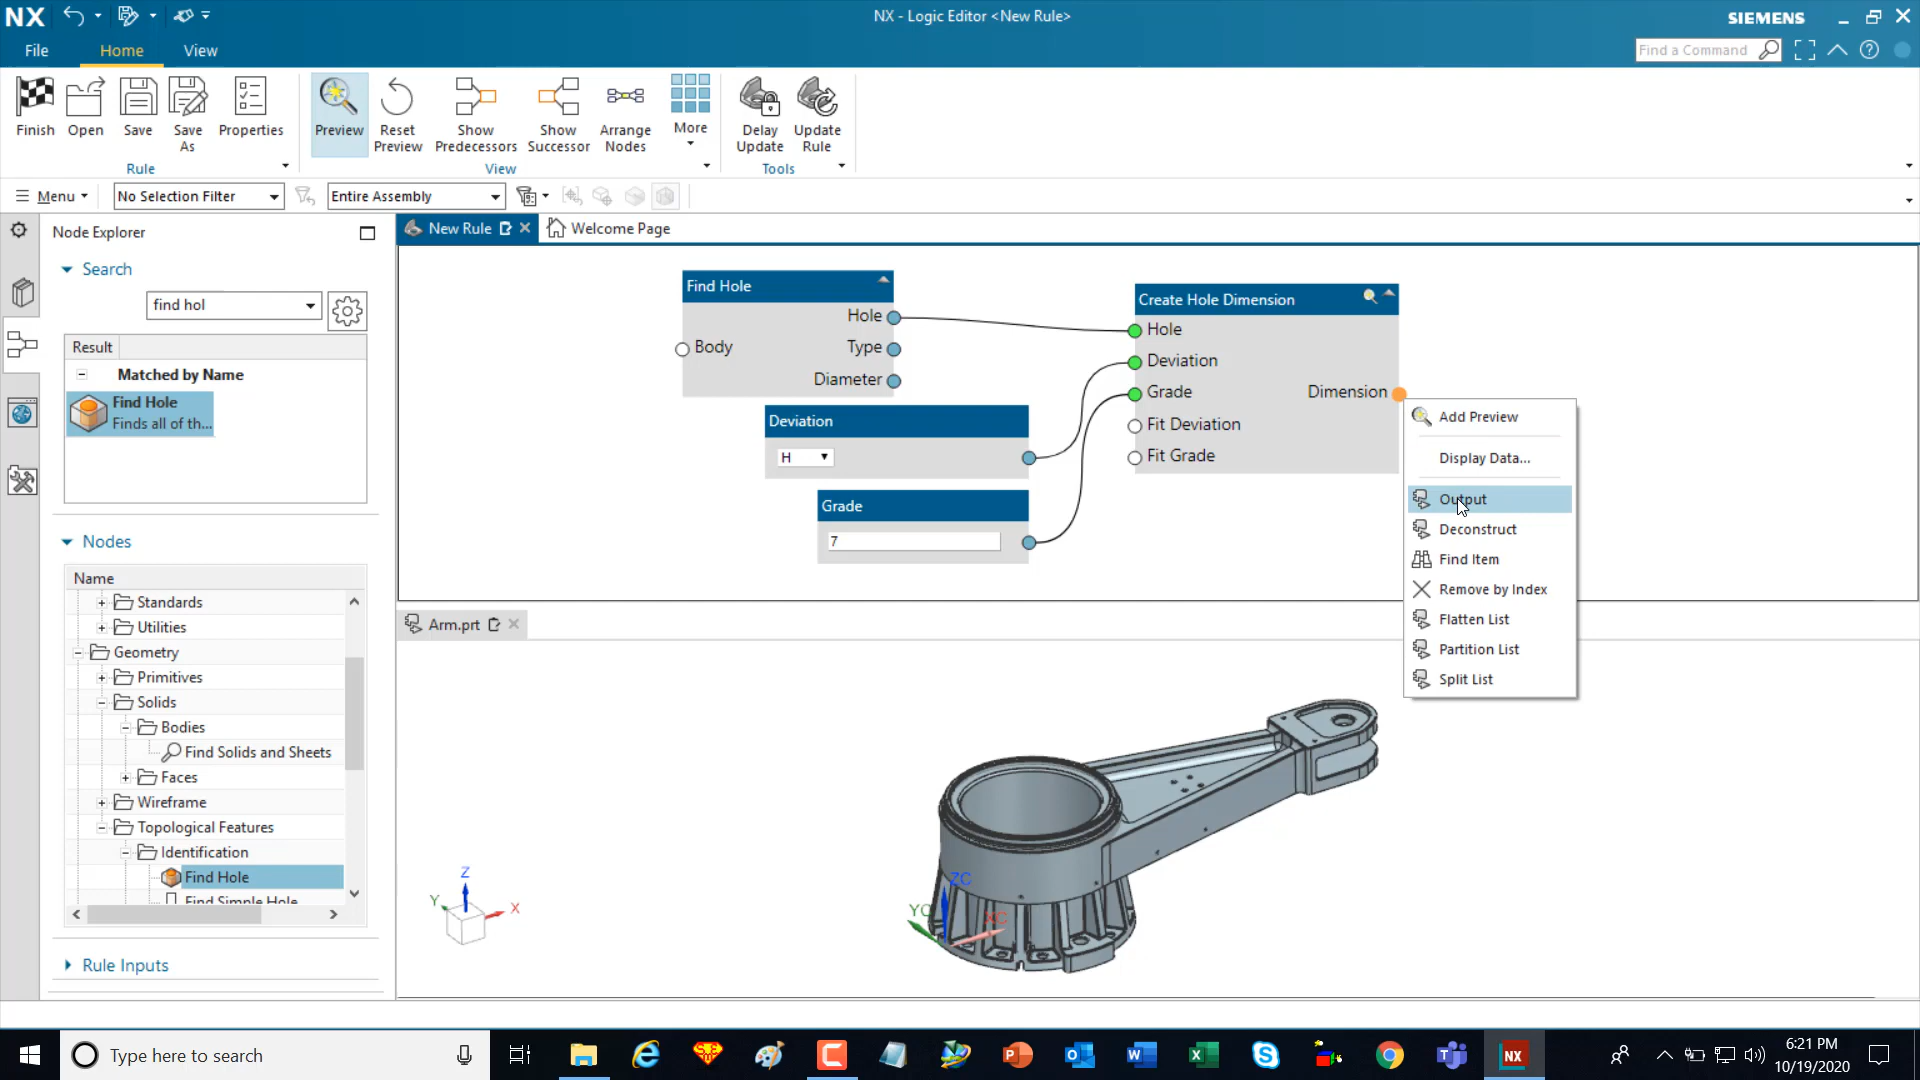 NX
NX - Logic Editor <New Rule>
SIEMENS
File
Home
View
Find a Command
Finish
Open
Save
Save As
Properties
Preview
Reset Preview
Show Predecessors
Show Successor
Arrange Nodes
More
Delay Update
Update Rule
Rule
View
Tools
Menu
No Selection Filter
Entire Assembly
Node Explorer
New Rule
Welcome Page
Search
find hol
Result
Matched by Name
Find Hole
Finds all of th...
Nodes
Name
Standards
Utilities
Geometry
Primitives
Solids
Bodies
Find Solids and Sheets
Faces
Wireframe
Topological Features
Identification
Find Hole
Find Simple Hole
Rule Inputs
Find Hole
Hole
Body
Type
Diameter
Deviation
H
Grade
7
Create Hole Dimension
Hole
Deviation
Grade
Dimension
Fit Deviation
Fit Grade
Add Preview
Display Data...
Output
Deconstruct
Find Item
Remove by Index
Flatten List
Partition List
Split List
Arm.prt
Z
Y
X
ZC
YC
XC
Type here to search
NX
6:21 PM
10/19/2020